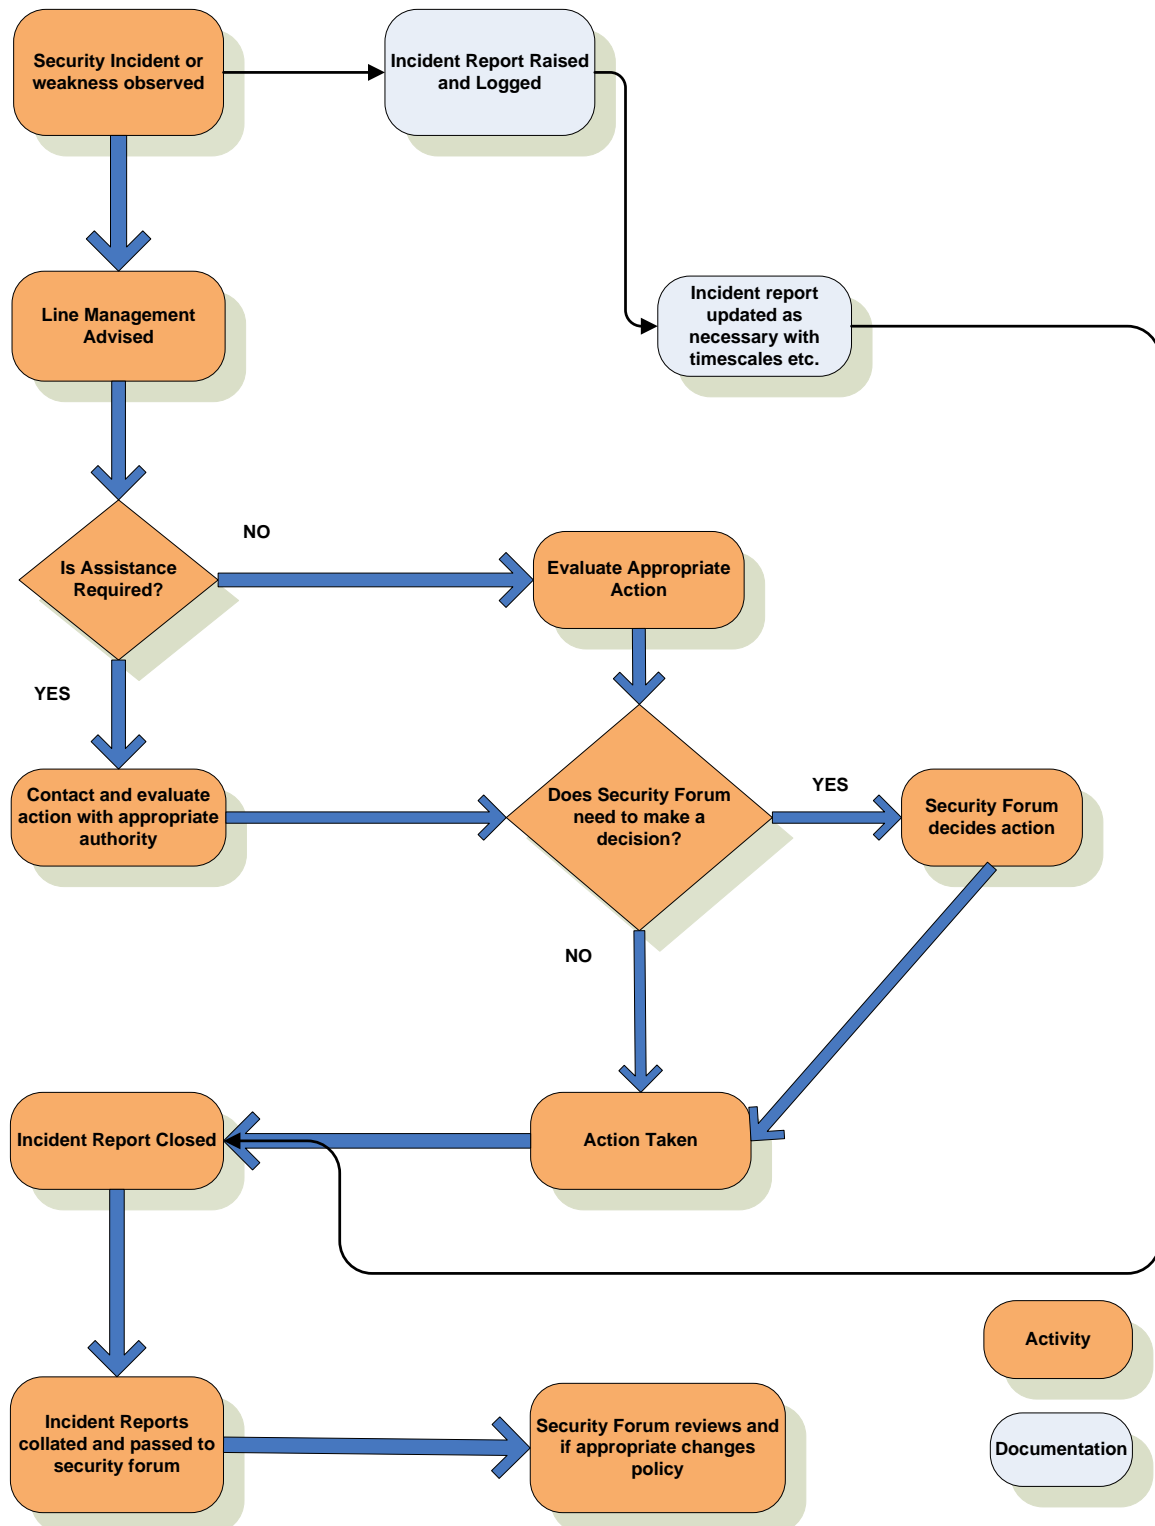 Security Incident or
weakness observed
Incident Report Raised
and Logged
Line Management
Advised
Incident report
updated as
necessary with
timescales etc.
Is Assistance
Required?
NO
Evaluate Appropriate
Action
YES
Contact and evaluate
action with appropriate
authority
Does Security Forum
need to make a
decision?
YES
Security Forum
decides action
NO
Incident Report Closed
Action Taken
Activity
Incident Reports
collated and passed to
security forum
Security Forum reviews and
if appropriate changes
policy
Documentation